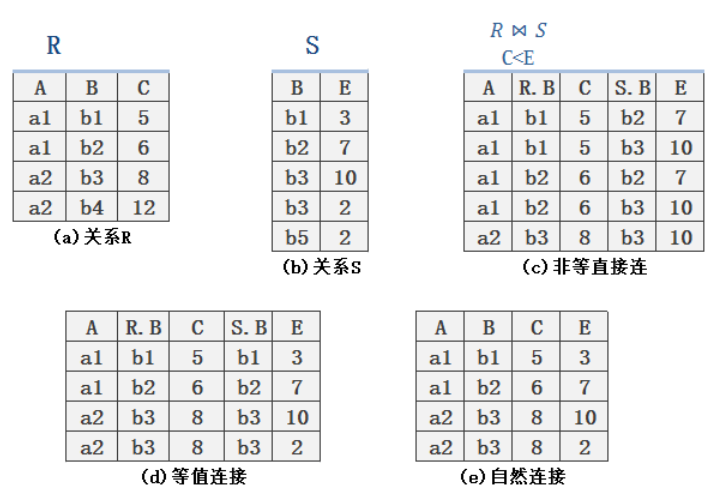 R
A B C
a1 b1 5
a1 b2 6
a2 b3 8
a2 b4 12
(a)关系R
S
B E
b1 3
b2 7
b3 10
b3 2
b5 2
(b)关系S
R ⋈ S
C<E
A R.B C S.B E
a1 b1 5 b2 7
a1 b1 5 b3 10
a1 b2 6 b2 7
a1 b2 6 b3 10
a2 b3 8 b3 10
(c)非等直接连
A R.B C S.B E
a1 b1 5 b1 3
a1 b2 6 b2 7
a2 b3 8 b3 10
a2 b3 8 b3 2
(d)等值连接
A B C E
a1 b1 5 3
a1 b2 6 7
a2 b3 8 10
a2 b3 8 2
(e)自然连接